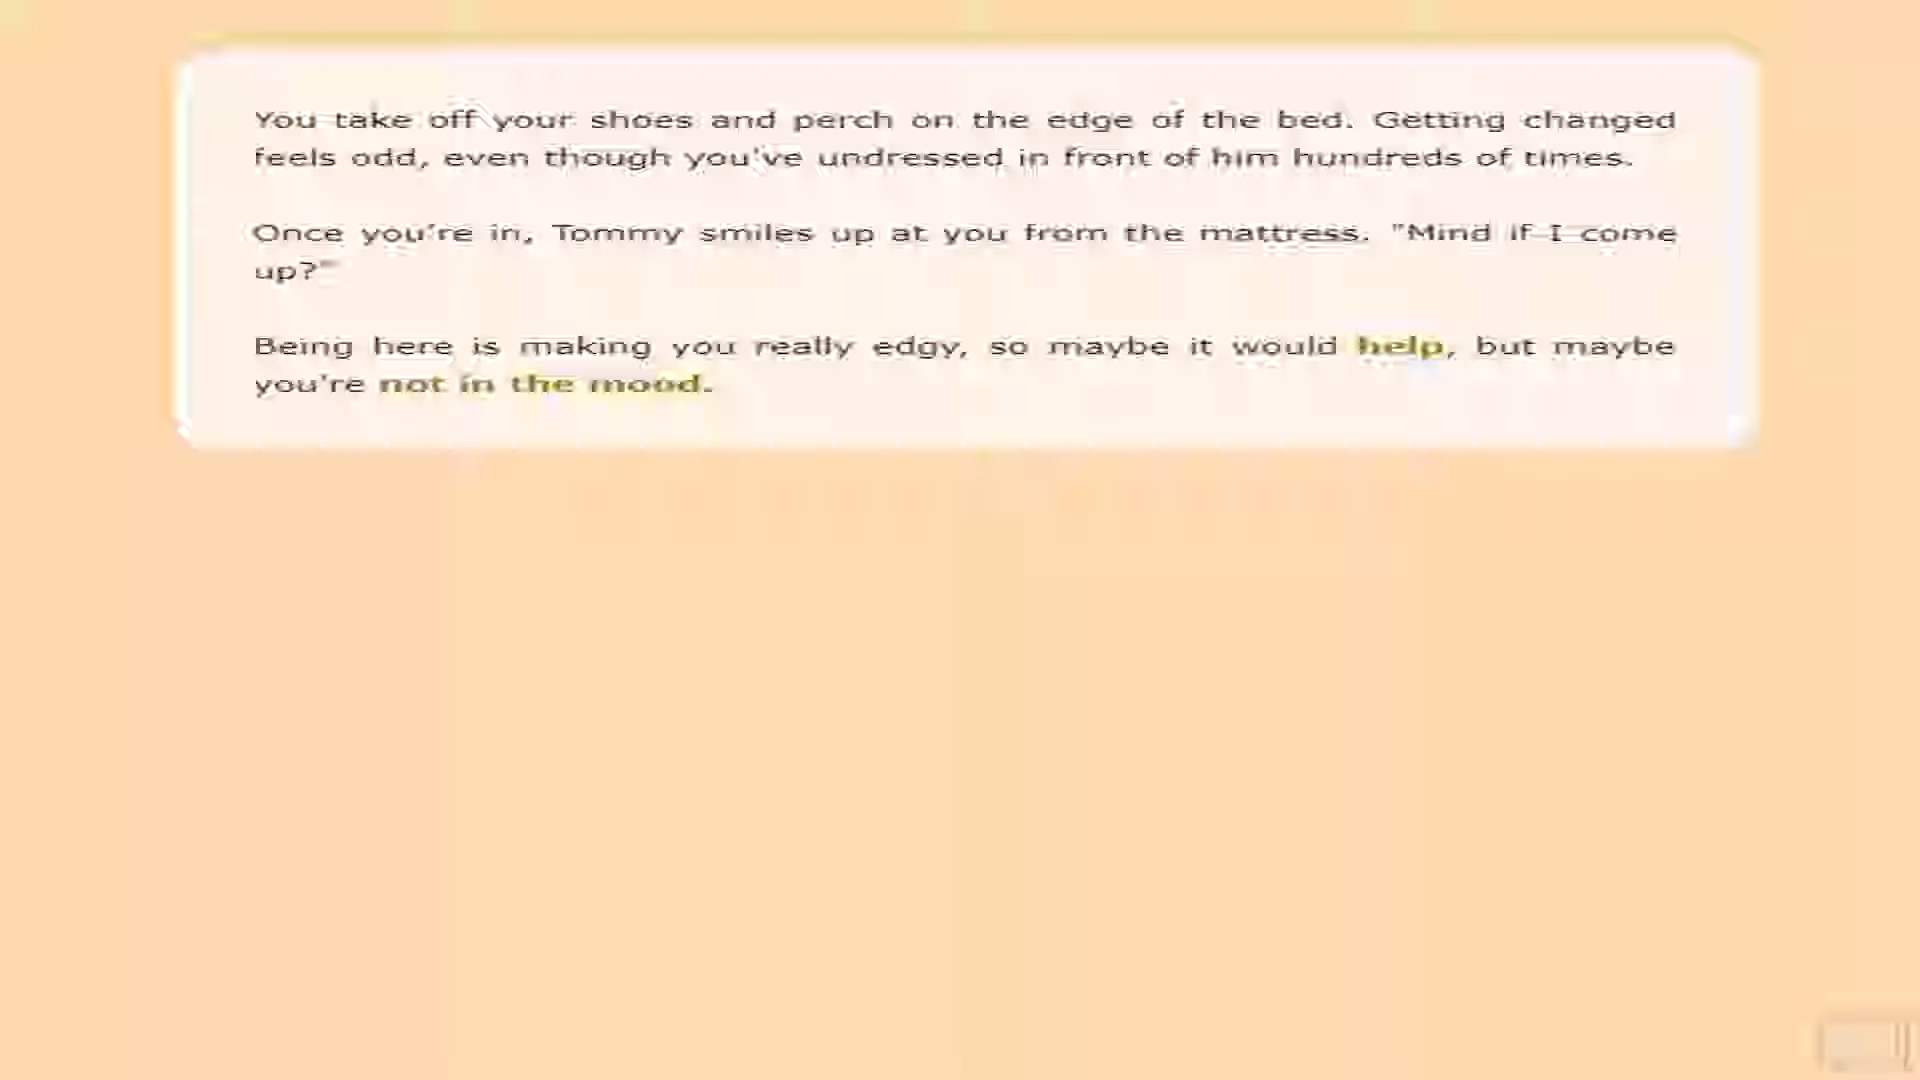 You take off your shoes and perch on the edge of the bed. Getting changed
feels odd, even though you've undressed in front of him hundreds of times.
Once you're in, Tommy smiles up at you from the mattress. "Mind if I come
up?"
Being here is making you really edgy, so maybe it would help, but maybe
you're not in the mood.